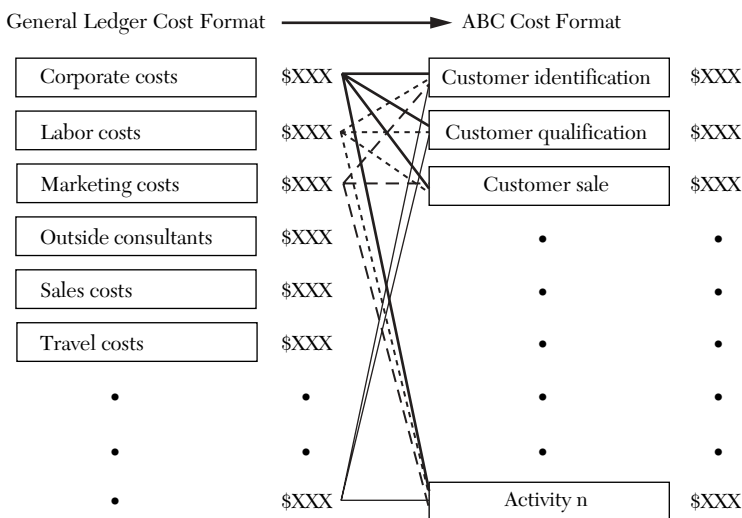 General Ledger Cost Format ABC Cost Format
Corporate costs $XXX Customer identification $XXX
Labor costs $XXX Customer qualification $XXX
Marketing costs $XXX Customer sale $XXX
Outside consultants $XXX
Sales costs $XXX
Travel costs $XXX
$XXX Activity n $XXX